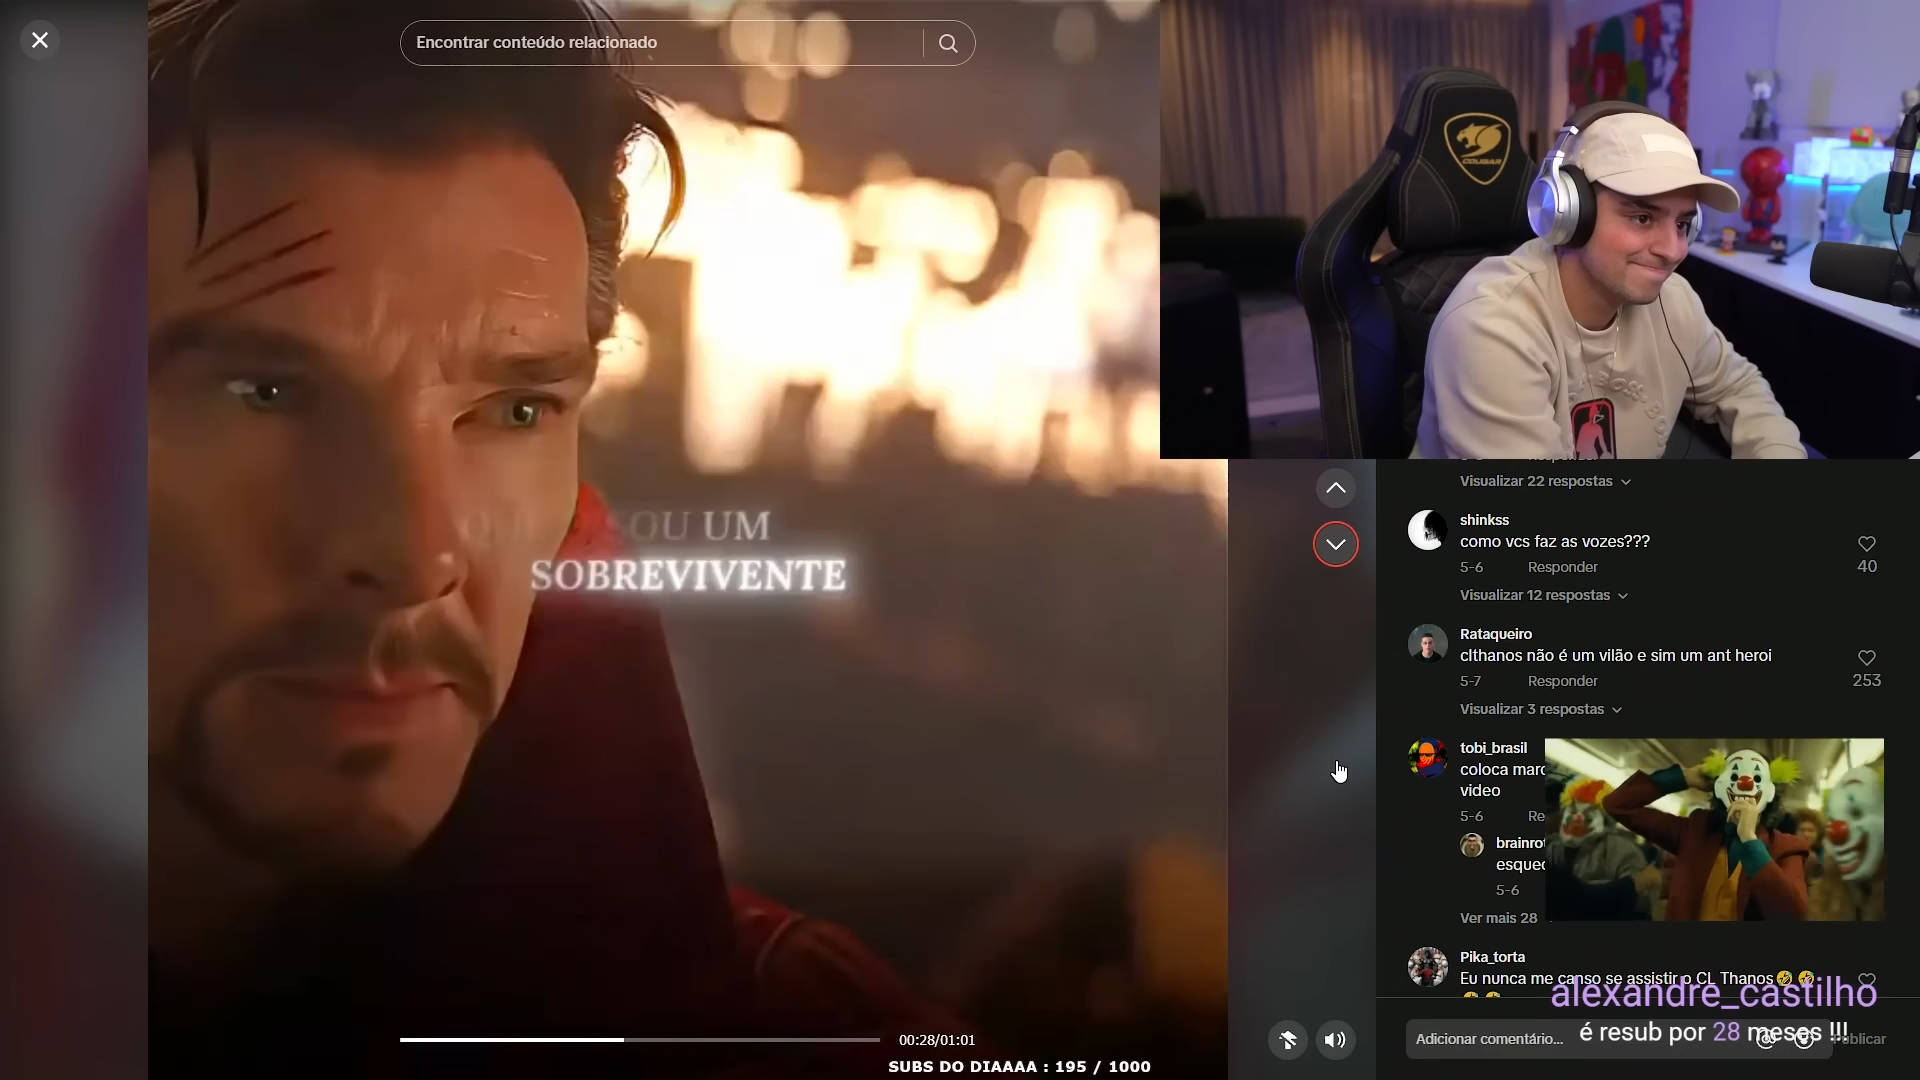 Encontrar conteúdo relacionado
COUGAR
SOU UM
SOBREVIVENTE
Visualizar 22 respostas
shinkss
como vcs faz as vozes???
40
5-6 Responder
Visualizar 12 respostas
Rataqueiro
clthanos não é um vilão e sim um ant heroi
253
5-7 Responder
Visualizar 3 respostas
tobi_brasil
coloca
video
5-6
5-6
Ver mais 28
Pika_torta
Eu nunca me canso se assistir o CL Thanos🤣🤣
🤣🤣
alexandre_castilho
é resub por 28 meses !!!
Adicionar comentário...
00:28/01:01
SUBS DO DIAAAA : 195 / 1000